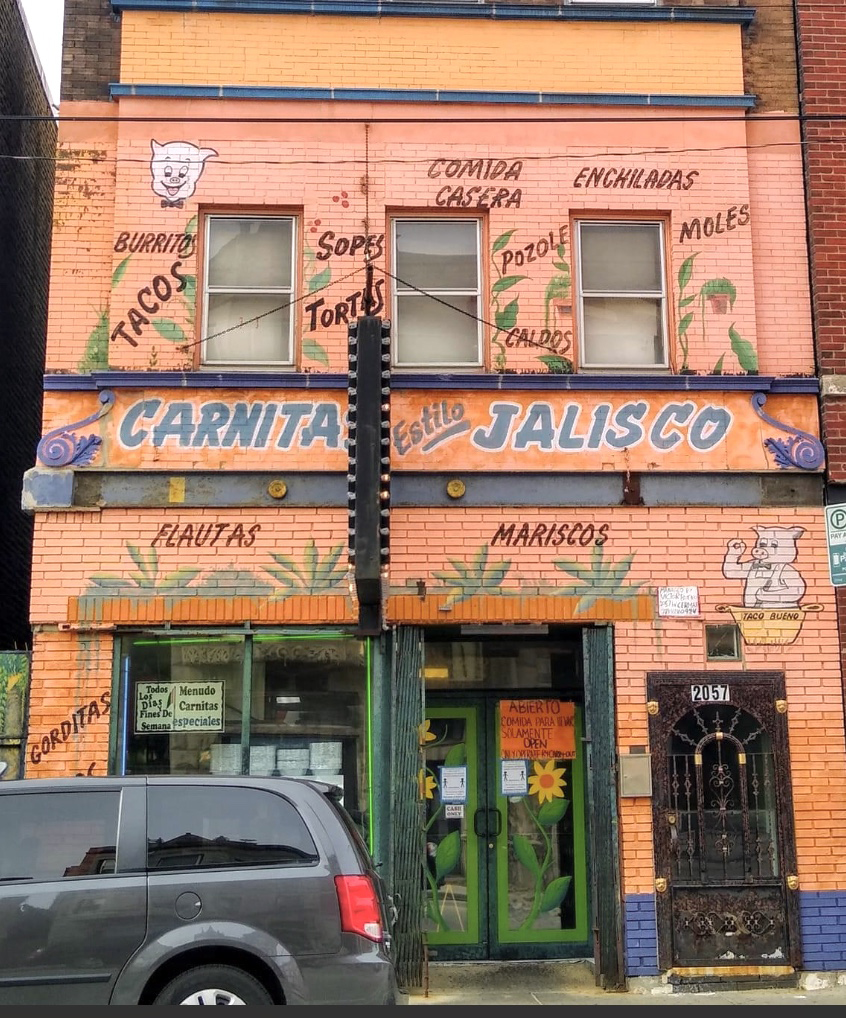 COMIDA
CASERA
ENCHILADAS
MOLES
BURRITOS
SOPES
POZOLE
TACOS
TORTAS
CALDOS
CARNITAS Estilo JALISCO
FLAUTAS
MARISCOS
TACO BUENO
2057
Todos
Los
Dias
Fines De
Semana
Menudo
Carnitas
especiales
GORDITAS
ABIERTO
COMIDA PARA LLEVAR
SOLAMENTE
OPEN
CASH
ONLY
P
PAY